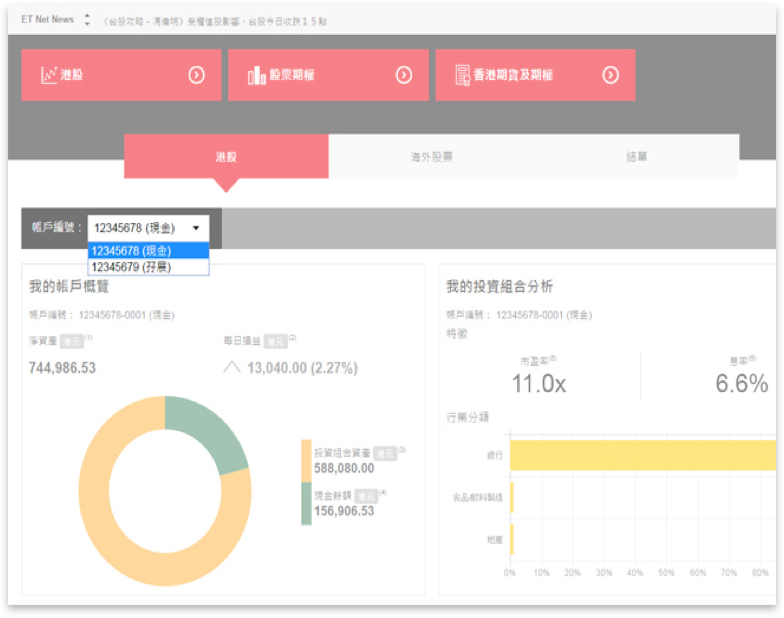 ET Net News 《台股攻略 - 馮偉明》受權值股影響,台股今日收跌15點
港股 股票期權 香港期貨及期權
港股 海外股票 結單
帳戶編號: 12345678 (現金)
12345678 (現金)
12345679 (孖展)
我的帳戶概覽
帳戶編號: 12345678-0001 (現金)
淨資產 港元 (1) 每日損益 港元 (2)
744,986.53 13,040.00 (2.27%)
投資組合資產 港元 (3)
588,080.00
現金餘額 港元 (4)
156,906.53
我的投資組合分析
帳戶編號: 12345678-0001 (現金)
特徵
市盈率 息率
11.0x 6.6%
行業分類
銀行
食品/飲料製造
地產
0% 10% 20% 30% 40% 50% 60% 70% 80%